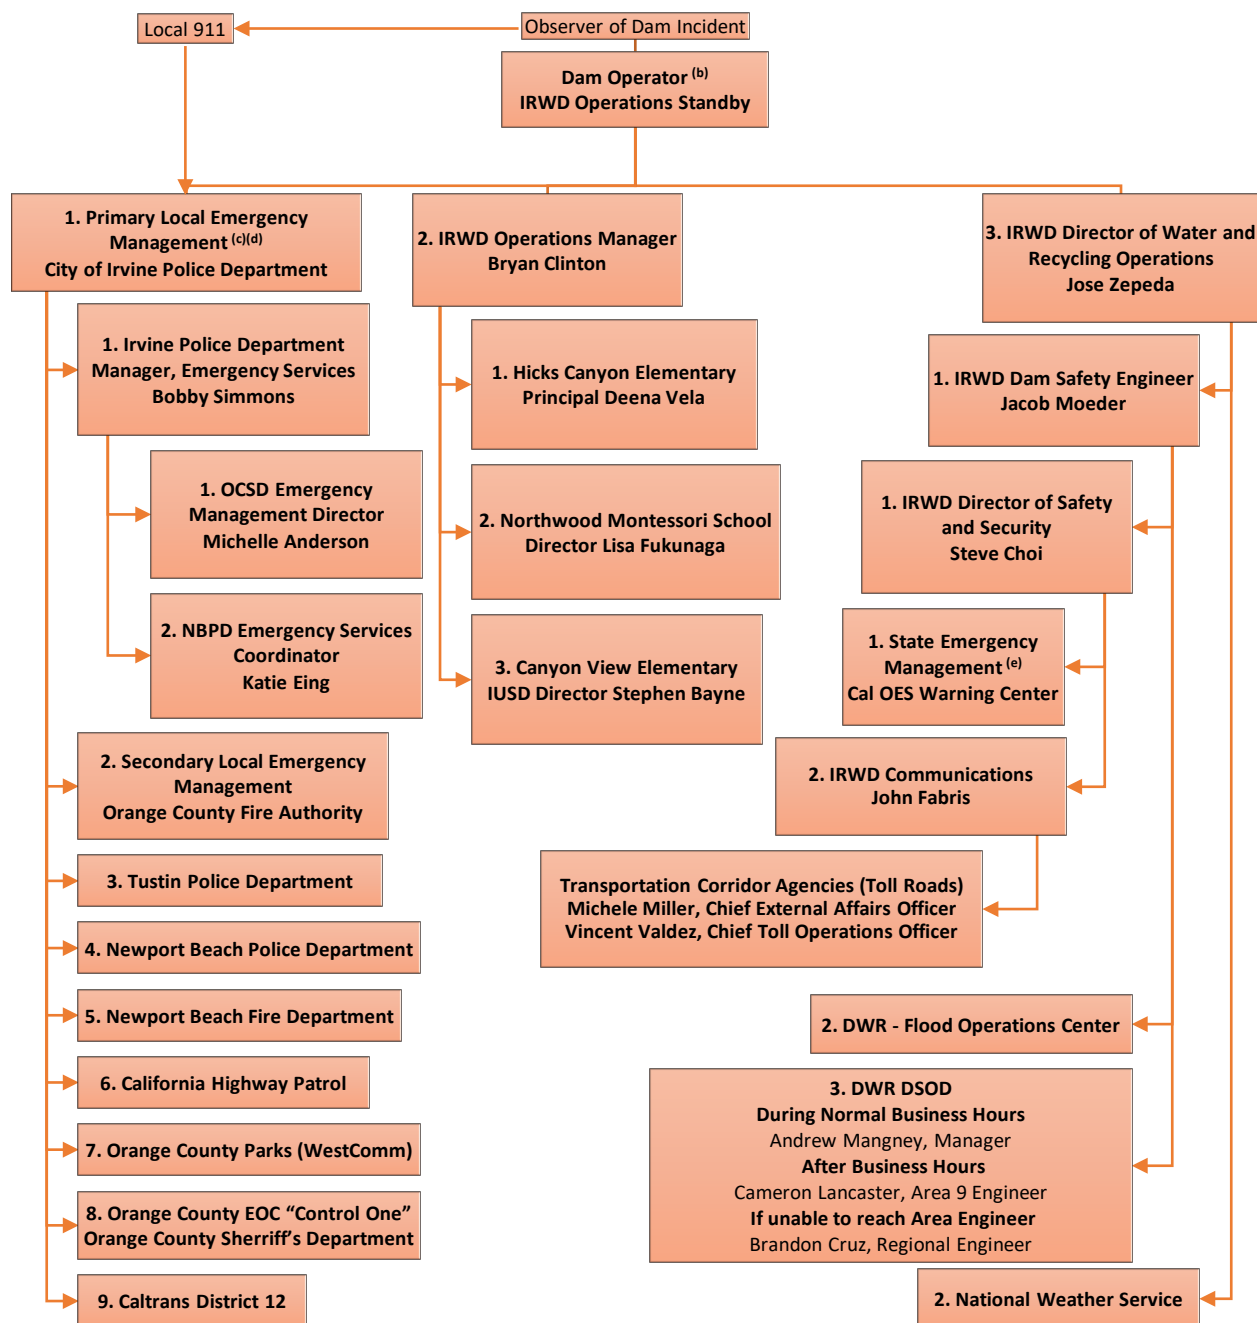 Local 911
Observer of Dam Incident
Dam Operator (b)
IRWD Operations Standby
1. Primary Local Emergency
Management (c)(d)
City of Irvine Police Department
1. Irvine Police Department
Manager, Emergency Services
Bobby Simmons
1. OCSD Emergency
Management Director
Michelle Anderson
2. NBPD Emergency Services
Coordinator
Katie Eing
2. Secondary Local Emergency
Management
Orange County Fire Authority
3. Tustin Police Department
4. Newport Beach Police Department
5. Newport Beach Fire Department
6. California Highway Patrol
7. Orange County Parks (WestComm)
8. Orange County EOC “Control One”
Orange County Sherriff’s Department
9. Caltrans District 12
2. IRWD Operations Manager
Bryan Clinton
1. Hicks Canyon Elementary
Principal Deena Vela
2. Northwood Montessori School
Director Lisa Fukunaga
3. Canyon View Elementary
IUSD Director Stephen Bayne
3. IRWD Director of Water and
Recycling Operations
Jose Zepeda
1. IRWD Dam Safety Engineer
Jacob Moeder
1. IRWD Director of Safety
and Security
Steve Choi
1. State Emergency
Management (e)
Cal OES Warning Center
2. IRWD Communications
John Fabris
Transportation Corridor Agencies (Toll Roads)
Michele Miller, Chief External Affairs Officer
Vincent Valdez, Chief Toll Operations Officer
2. DWR - Flood Operations Center
3. DWR DSOD
During Normal Business Hours
Andrew Mangney, Manager
After Business Hours
Cameron Lancaster, Area 9 Engineer
If unable to reach Area Engineer
Brandon Cruz, Regional Engineer
2. National Weather Service